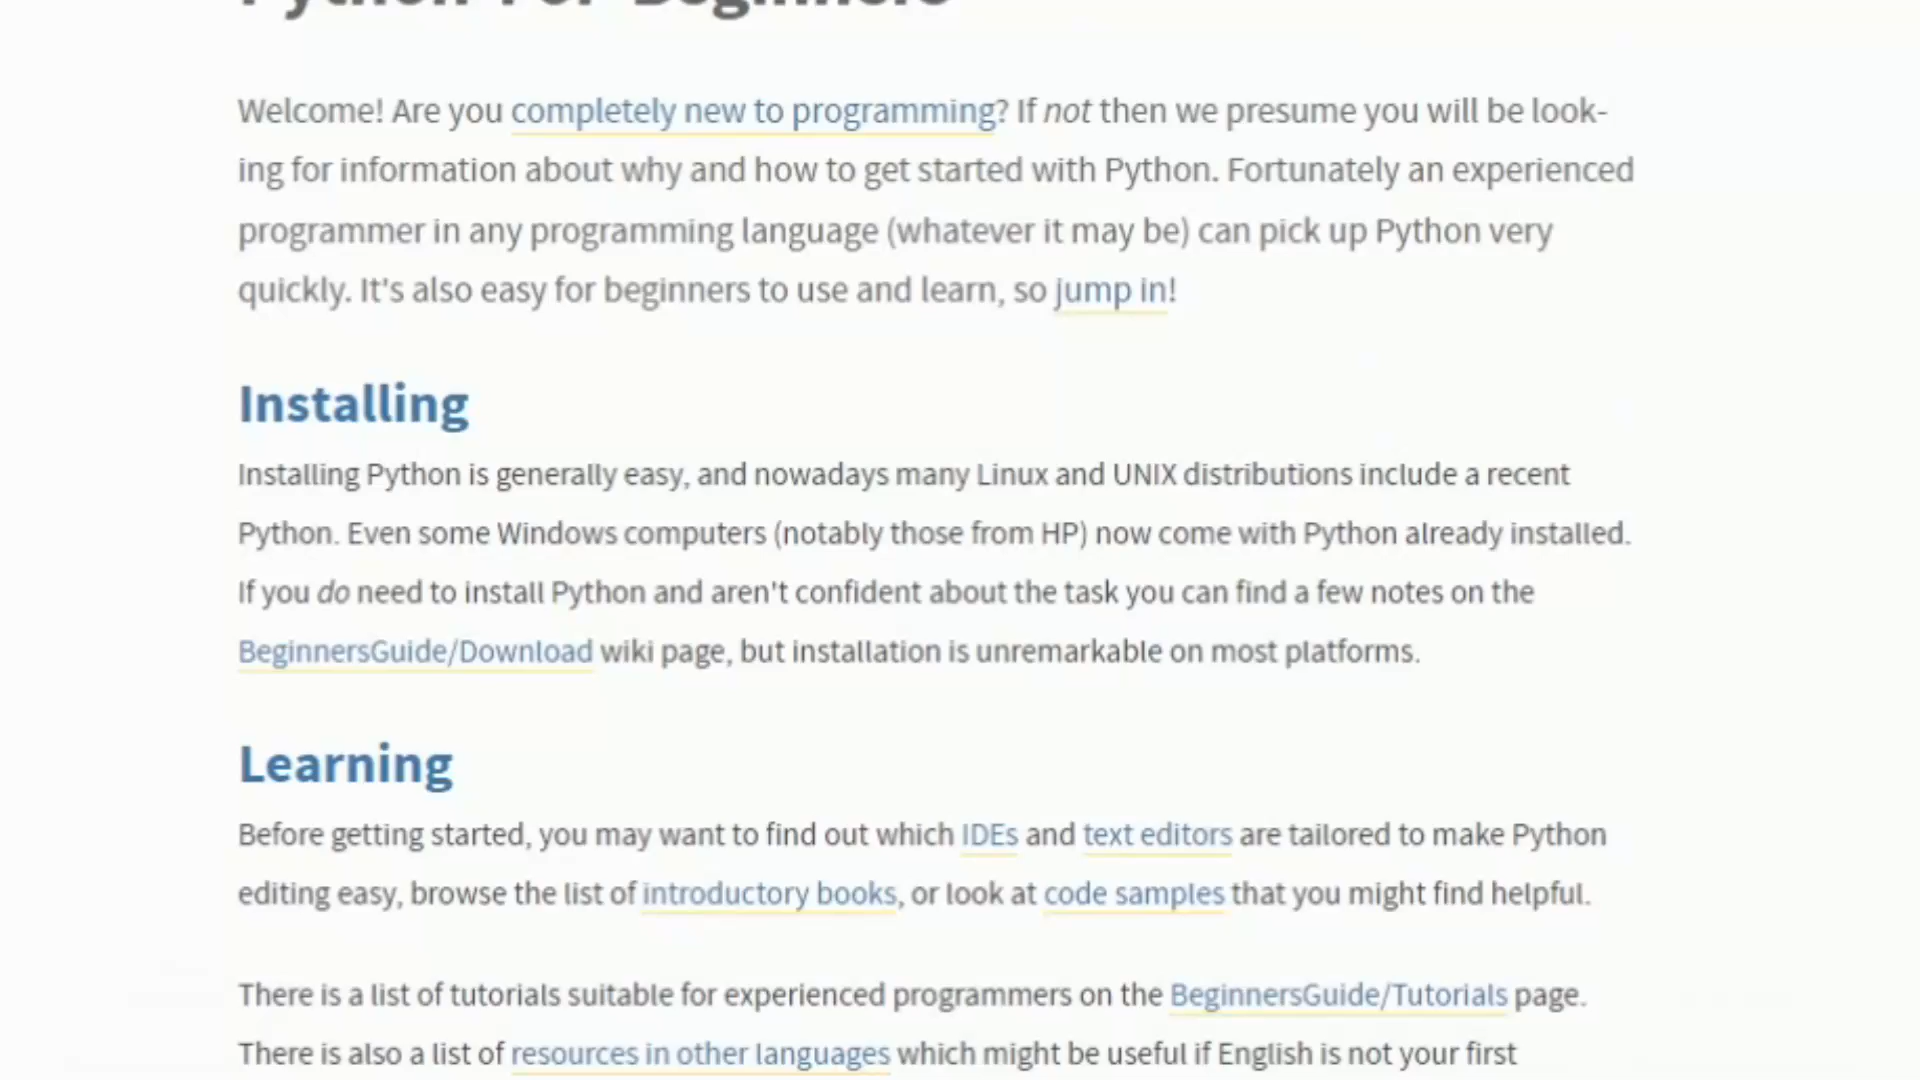 Python For Beginners
Welcome! Are you completely new to programming? If not then we presume you will be look-
ing for information about why and how to get started with Python. Fortunately an experienced
programmer in any programming language (whatever it may be) can pick up Python very
quickly. It's also easy for beginners to use and learn, so jump in!
Installing
Installing Python is generally easy, and nowadays many Linux and UNIX distributions include a recent
Python. Even some Windows computers (notably those from HP) now come with Python already installed.
If you do need to install Python and aren't confident about the task you can find a few notes on the
BeginnersGuide/Download wiki page, but installation is unremarkable on most platforms.
Learning
Before getting started, you may want to find out which IDEs and text editors are tailored to make Python
editing easy, browse the list of introductory books, or look at code samples that you might find helpful.
There is a list of tutorials suitable for experienced programmers on the BeginnersGuide/Tutorials page.
There is also a list of resources in other languages which might be useful if English is not your first